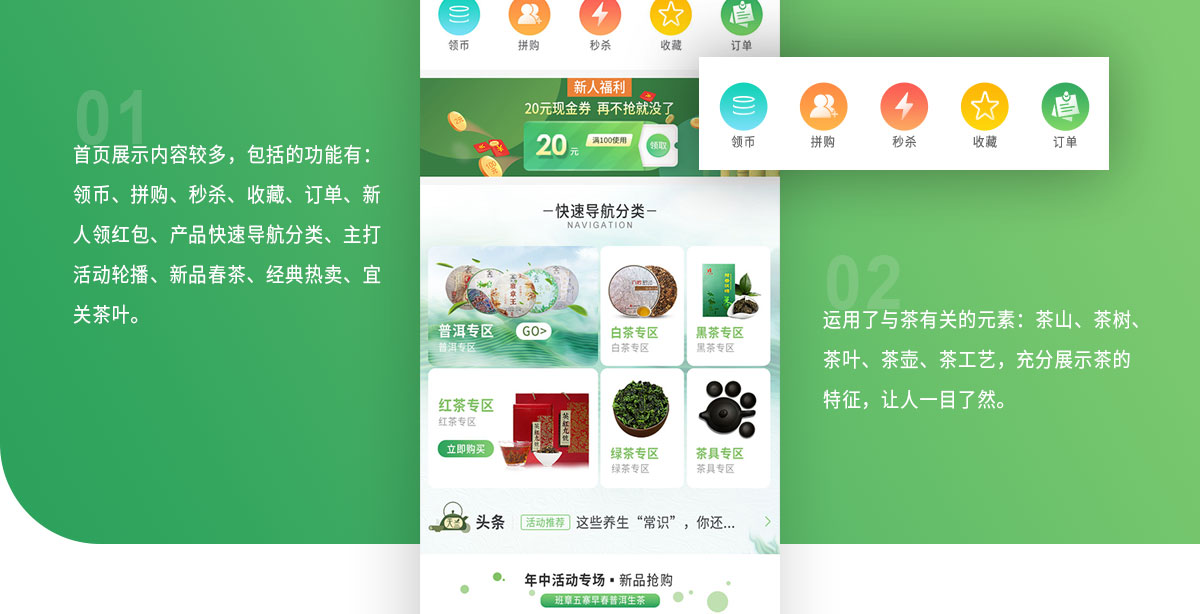 01
首页展示内容较多，包括的功能有：
领币、拼购、秒杀、收藏、订单、新
人领红包、产品快速导航分类、主打
活动轮播、新品春茶、经典热卖、宜
关茶叶。
领币 拼购 秒杀 收藏 订单
新人福利
20元现金券 再不抢就没了
20元 满100使用 领取
快速导航分类
NAVIGATION
班章王
普洱专区 GO>
普洱专区
白茶专区
白茶专区
黑茶专区
黑茶专区
红茶专区
红茶专区
立即购买
绿茶专区
绿茶专区
茶具专区
茶具专区
头条 活动推荐 这些养生“常识”，你还...
年中活动专场▪新品抢购
班章五寨早春普洱生茶
领币 拼购 秒杀 收藏 订单
02
运用了与茶有关的元素：茶山、茶树、
茶叶、茶壶、茶工艺，充分展示茶的
特征，让人一目了然。